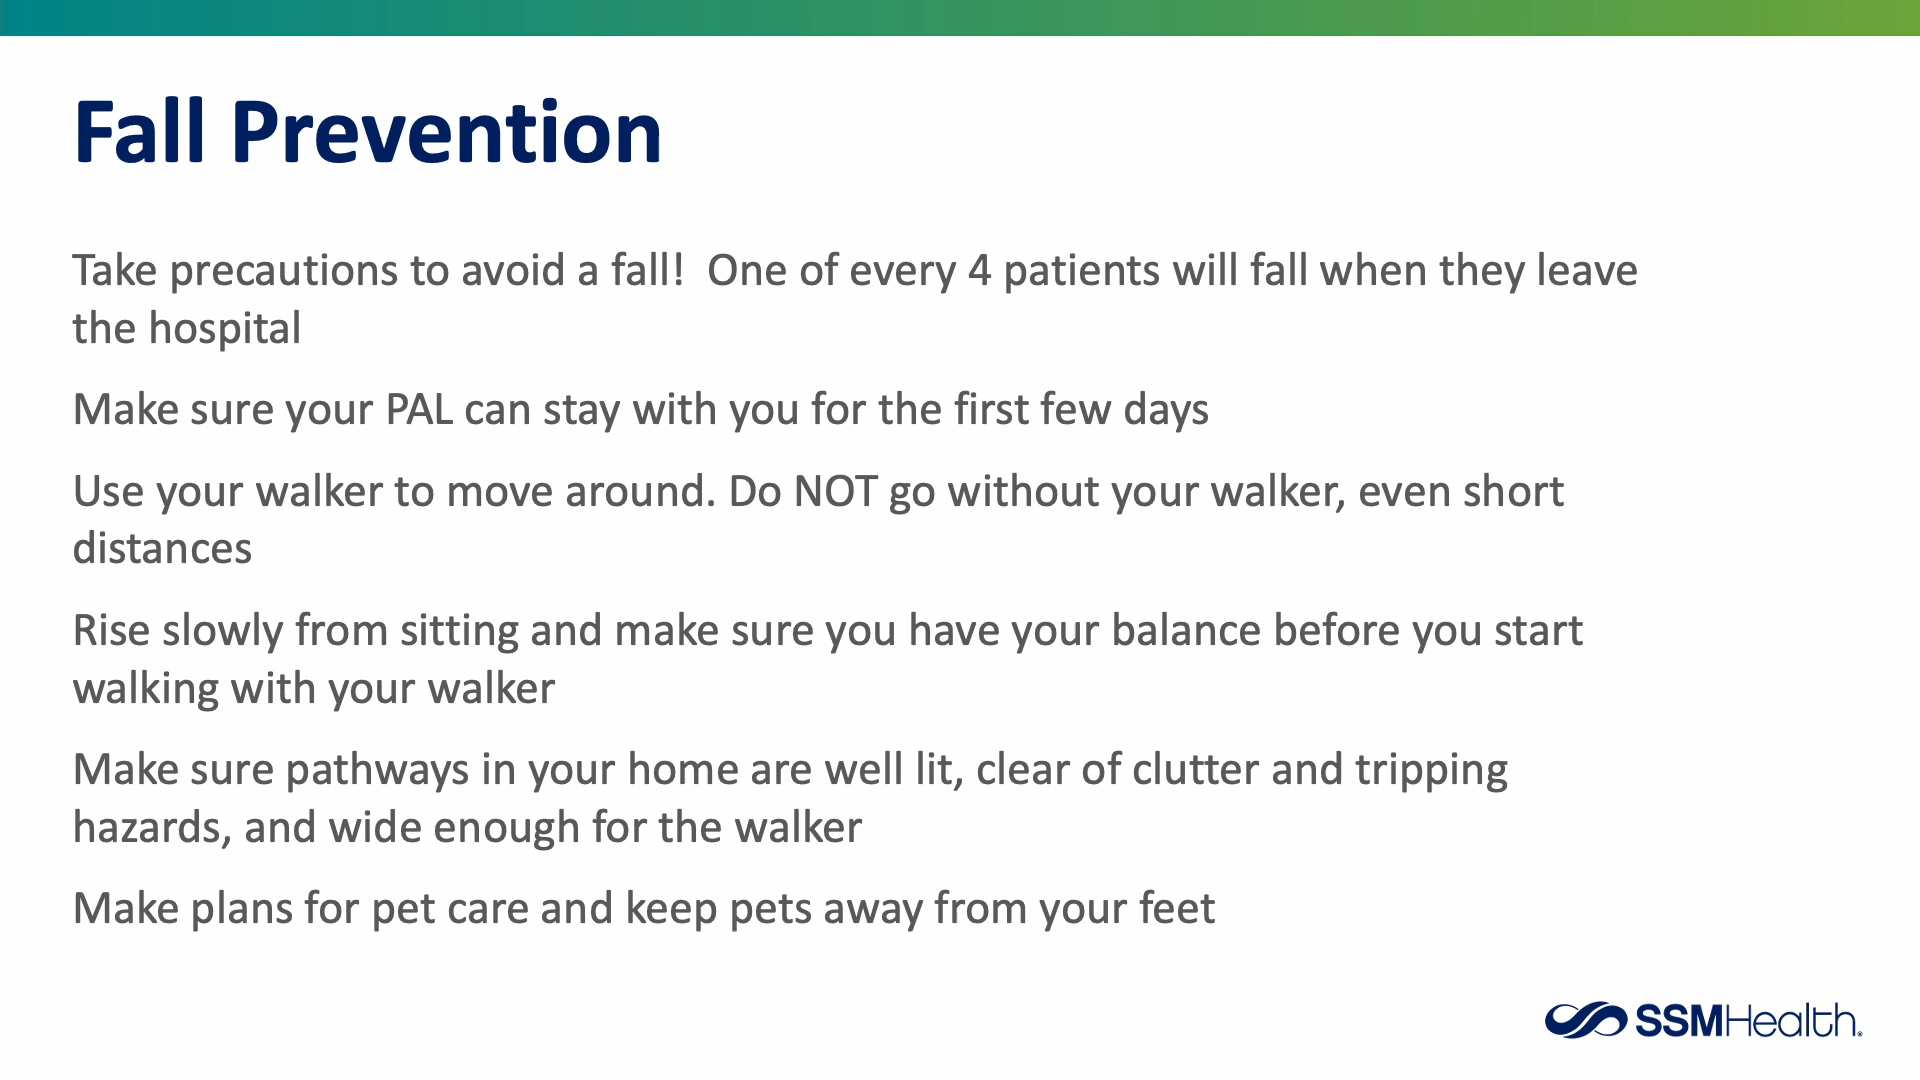 Fall Prevention
Take precautions to avoid a fall!  One of every 4 patients will fall when they leave
the hospital
Make sure your PAL can stay with you for the first few days
Use your walker to move around. Do NOT go without your walker, even short
distances
Rise slowly from sitting and make sure you have your balance before you start
walking with your walker
Make sure pathways in your home are well lit, clear of clutter and tripping
hazards, and wide enough for the walker
Make plans for pet care and keep pets away from your feet
SSMHealth®